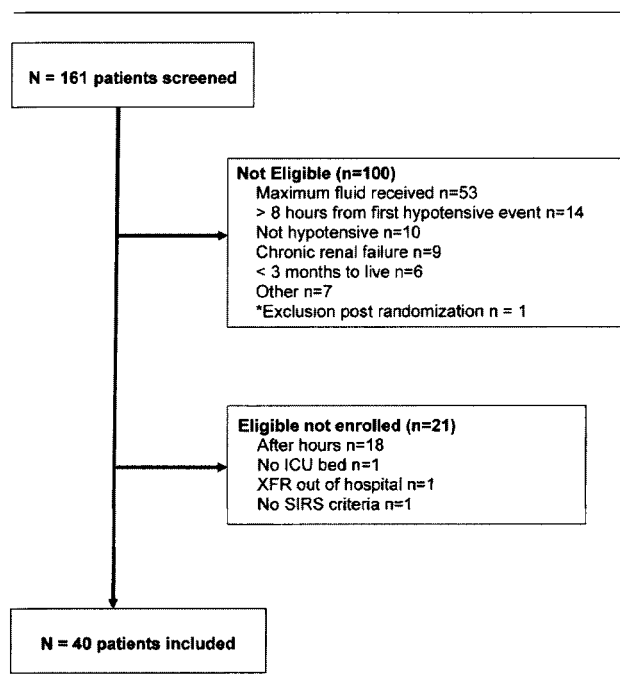 N = 161 patients screened
Not Eligible (n=100)
Maximum fluid received n=53
> 8 hours from first hypotensive event n=14
Not hypotensive n=10
Chronic renal failure n=9
< 3 months to live n=6
Other n=7
*Exclusion post randomization n = 1
Eligible not enrolled (n=21)
After hours n=18
No ICU bed n=1
XFR out of hospital n=1
No SIRS criteria n=1
N = 40 patients included